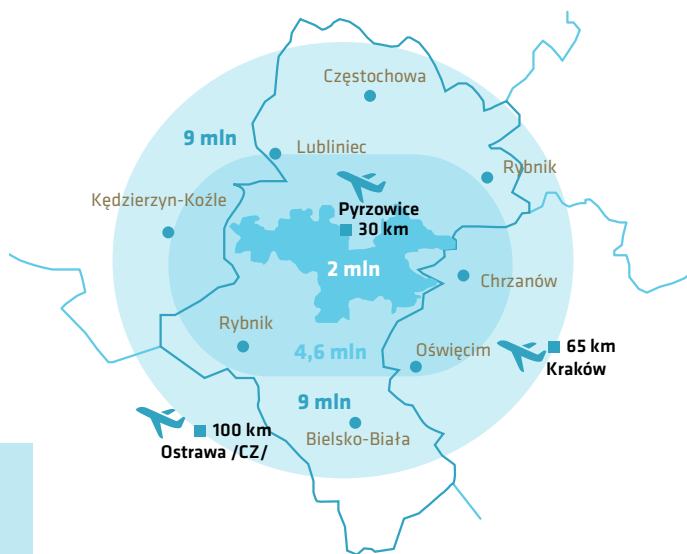 Częstochowa
9 mln
Lubliniec
Rybnik
Kędzierzyn-Koźle
Pyrzowice
30 km
2 mln
Chrzanów
Rybnik
4,6 mln
Oświęcim
65 km
Kraków
9 mln
100 km
Ostrawa /CZ/
Bielsko-Biała